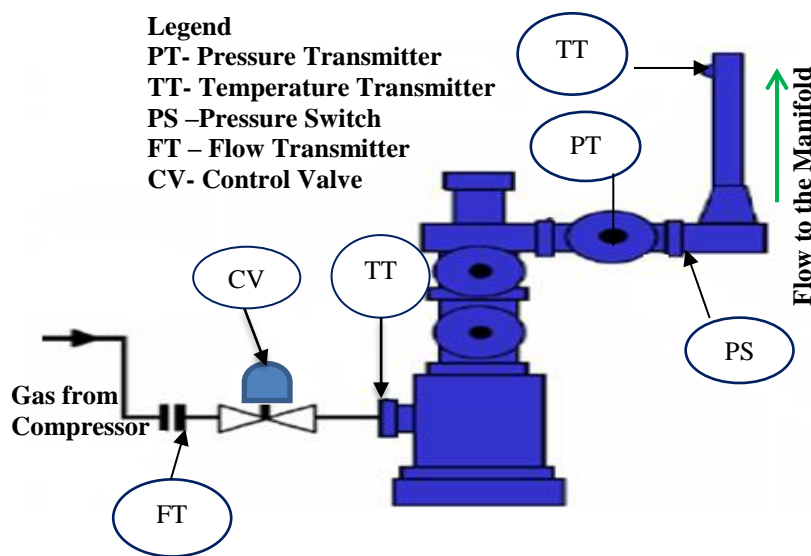 Legend
PT- Pressure Transmitter
TT- Temperature Transmitter
PS –Pressure Switch
FT – Flow Transmitter
CV- Control Valve
TT
PT
Flow to the Manifold
CV
TT
PS
Gas from
Compressor
FT